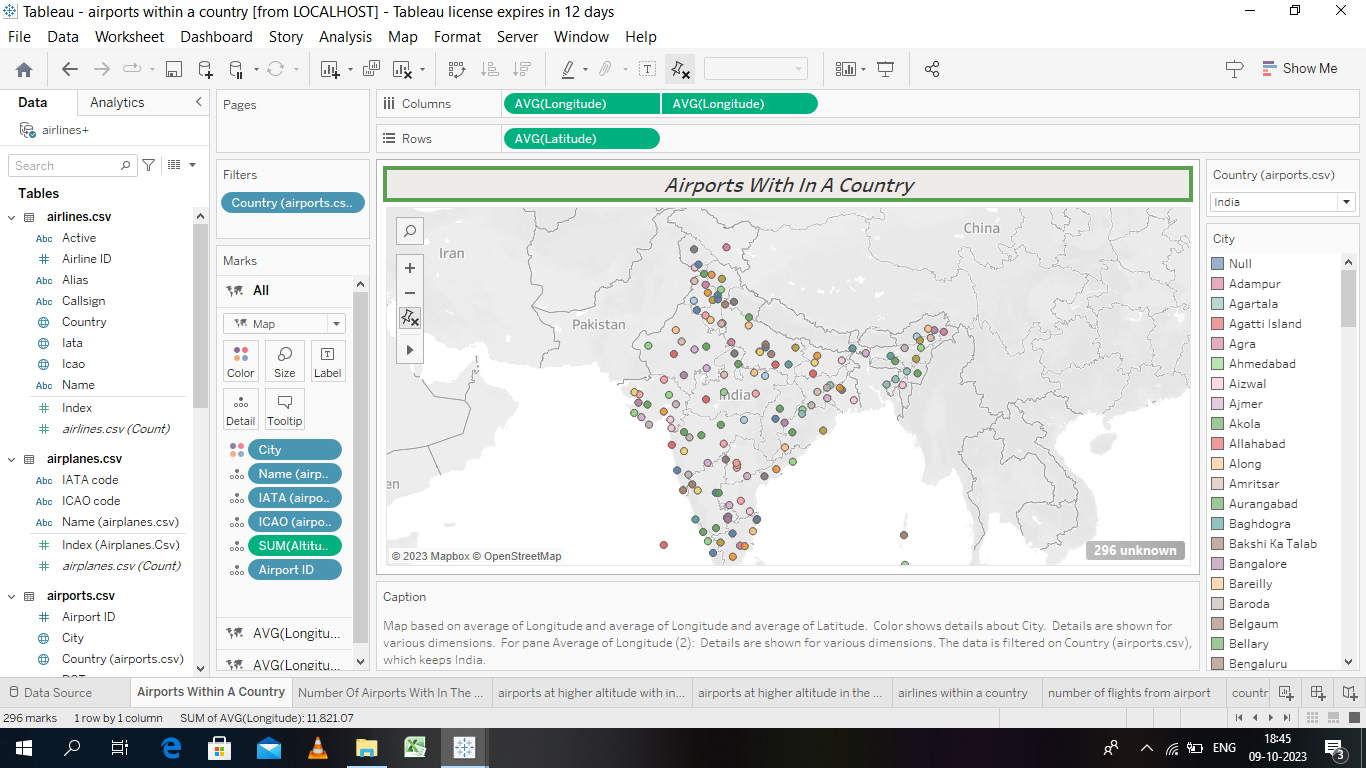 Tableau - airports within a country [from LOCALHOST] - Tableau license expires in 12 days
File Data Worksheet Dashboard Story Analysis Map Format Server Window Help
Show Me
Data Analytics
airlines+
Search
Tables
airlines.csv
Abc Active
# Airline ID
Abc Alias
Abc Callsign
Country
Iata
Icao
Abc Name
# Index
# airlines.csv (Count)
airplanes.csv
Abc IATA code
Abc ICAO code
Abc Name (airplanes.csv)
# Index (Airplanes.Csv)
# airplanes.csv (Count)
airports.csv
# Airport ID
City
Country (airports.csv)
Pages
Filters
Country (airports.cs..
Marks
All
Map
Color Size Label
Detail Tooltip
City
Name (airp..
IATA (airpo..
ICAO (airpo..
SUM(Altitu..
Airport ID
AVG(Longitu...
AVG(Longitu...
Columns AVG(Longitude) AVG(Longitude)
Rows AVG(Latitude)
Airports With In A Country
Iran
China
Pakistan
India
en
© 2023 Mapbox © OpenStreetMap
296 unknown
Caption
Map based on average of Longitude and average of Longitude and average of Latitude. Color shows details about City. Details are shown for
various dimensions. For pane Average of Longitude (2): Details are shown for various dimensions. The data is filtered on Country (airports.csv),
which keeps India.
Country (airports.csv)
India
City
Null
Adampur
Agartala
Agatti Island
Agra
Ahmedabad
Aizwal
Ajmer
Akola
Allahabad
Along
Amritsar
Aurangabad
Baghdogra
Bakshi Ka Talab
Bangalore
Bareilly
Baroda
Belgaum
Bellary
Bengaluru
Data Source Airports Within A Country Number Of Airports With In The ... airports at higher altitude with in... airports at higher altitude in the ... airlines within a country number of flights from airport countr
296 marks 1 row by 1 column SUM of AVG(Longitude): 11,821.07
ENG
18:45
09-10-2023
3